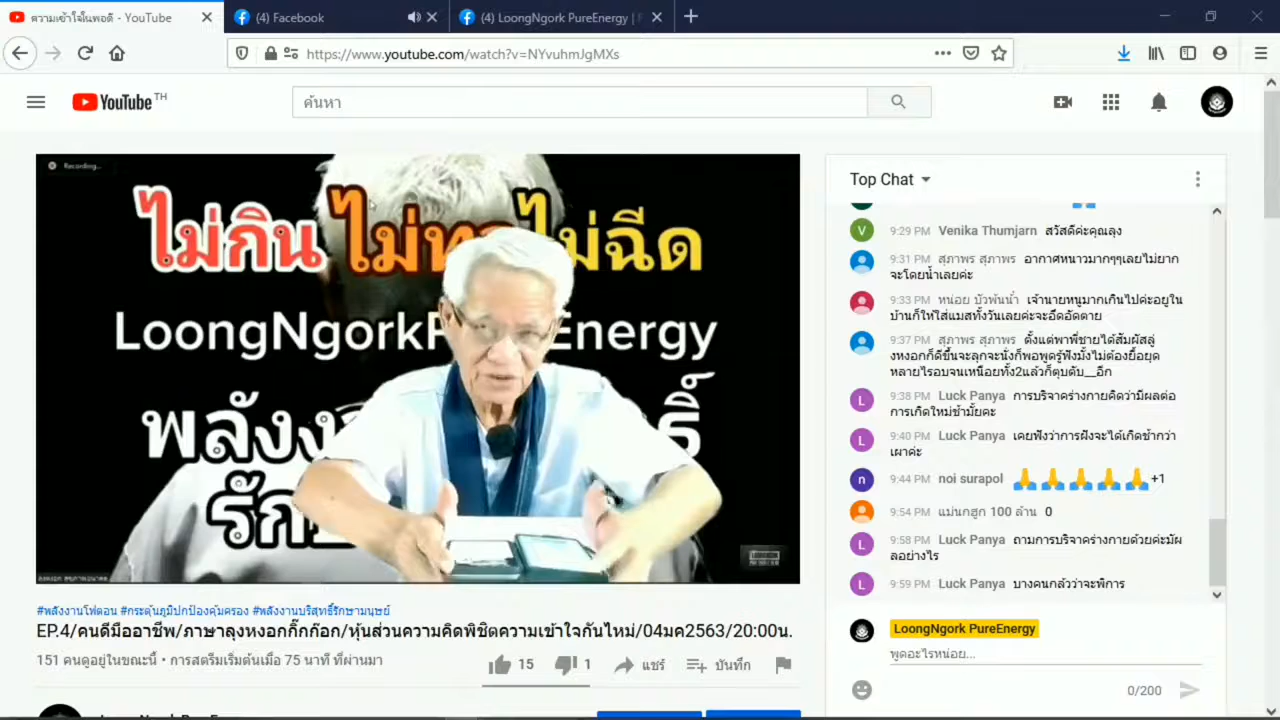 ความเข้าใจในพอดี - YouTube
(4) Facebook
(4) LoongNgork PureEnergy |
https://www.youtube.com/watch?v=NYvuhmJgMXs
YouTube TH
ค้นหา
Recording...
ไม่กิน ไม่ทา ไม่ฉีด
LoongNgorkP Energy
พลังง
รักษ
Top Chat
9:29 PM Venika Thumjarn สวัสดีค่ะคุณลุง
9:31 PM สุภาพร สุภาพร อากาศหนาวมากๆๆเลยไม่ยาก
จะโดยน้ำเลยค่ะ
9:33 PM หน่อย บัวพันน้ำ เจ้านายหนูมากเกินไปค่ะอยู่ใน
บ้านก็ให้ใส่แมสทั้งวันเลยค่ะจะอึดอัดตาย
9:37 PM สุภาพร สุภาพร ตั้งแต่พาพี่ชายได้สัมผัสลู่
งหงอกก็ดีขึ้นจะลุกจะนั่งก็พอพูดรู้ฟังมั้งไม่ต้องยื้อยุด
หลายไรอบจนเหนื่อยทั้ง2แล้วก็ตุบตับ__อีก
9:38 PM Luck Panya การบริจาคร่างกายคิดว่ามีผลต่อ
การเกิดใหม่ช้ามั้ยคะ
9:40 PM Luck Panya เคยฟังว่าการฝังจะได้เกิดช้ากว่า
เผาค่ะ
9:44 PM noi surapol 🙏🙏🙏🙏🙏 +1
9:54 PM แม่นกฮูก 100 ล้าน 0
9:58 PM Luck Panya ถามการบริจาคร่างกายด้วยค่ะมีผ
ลอย่างไร
9:59 PM Luck Panya บางคนกลัวว่าจะพิการ
LoongNgork PureEnergy
พูดอะไรหน่อย...
0/200
#พลังงานโฟตอน #กระตุ้นภูมิปกป้องคุ้มครอง #พลังงานบริสุทธิ์รักษามนุษย์
EP.4/คนดีมืออาชีพ/ภาษาลุงหงอกกิ๊กก๊อก/หุ้นส่วนความคิดพิชิตความเข้าใจกันไหม่/04มค2563/20:00น.
151 คนดูอยู่ในขณะนี้ • การสตรีมเริ่มต้นเมื่อ 75 นาที ที่ผ่านมา
15
1
แชร์
บันทึก